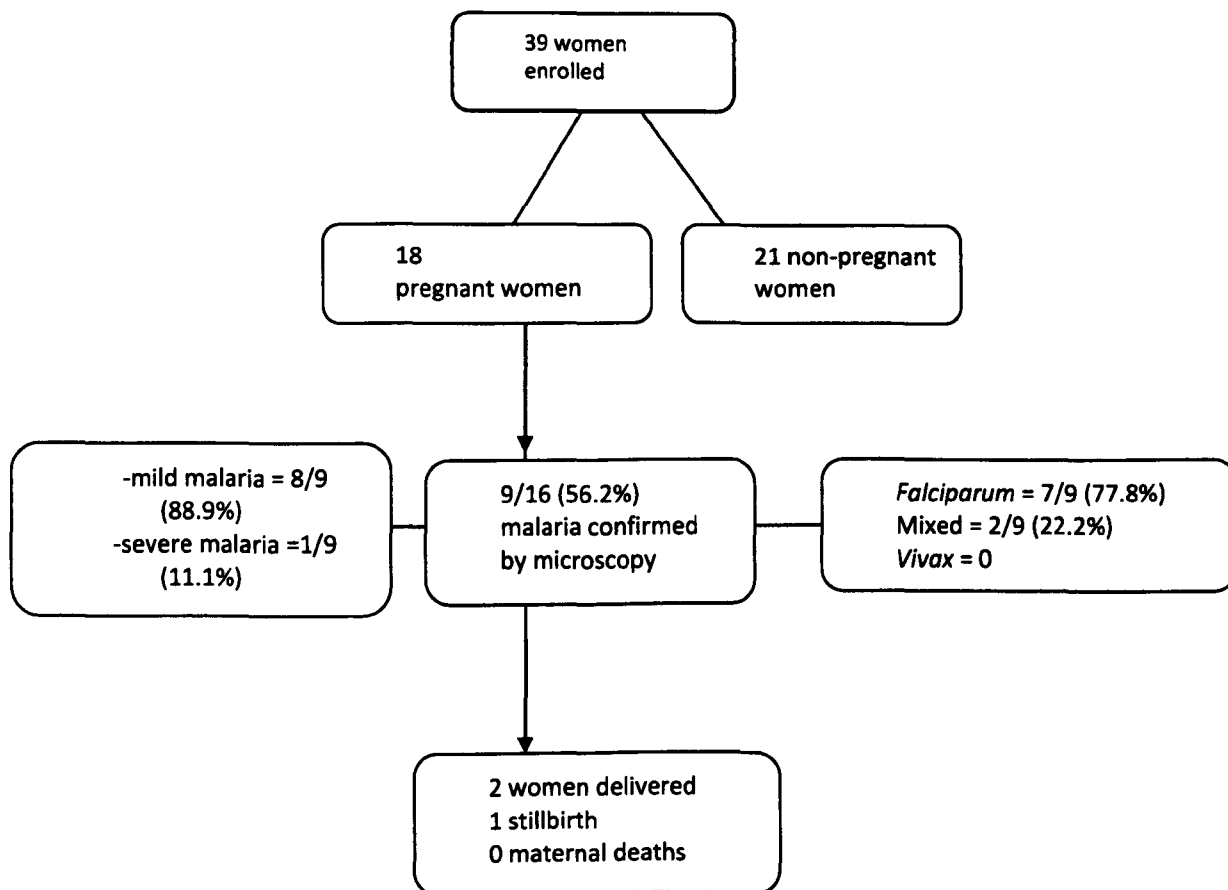 39 women
enrolled
18
pregnant women
21 non-pregnant
women
-mild malaria = 8/9
(88.9%)
-severe malaria =1/9
(11.1%)
9/16 (56.2%)
malaria confirmed
by microscopy
Falciparum = 7/9 (77.8%)
Mixed = 2/9 (22.2%)
Vivax = 0
2 women delivered
1 stillbirth
0 maternal deaths